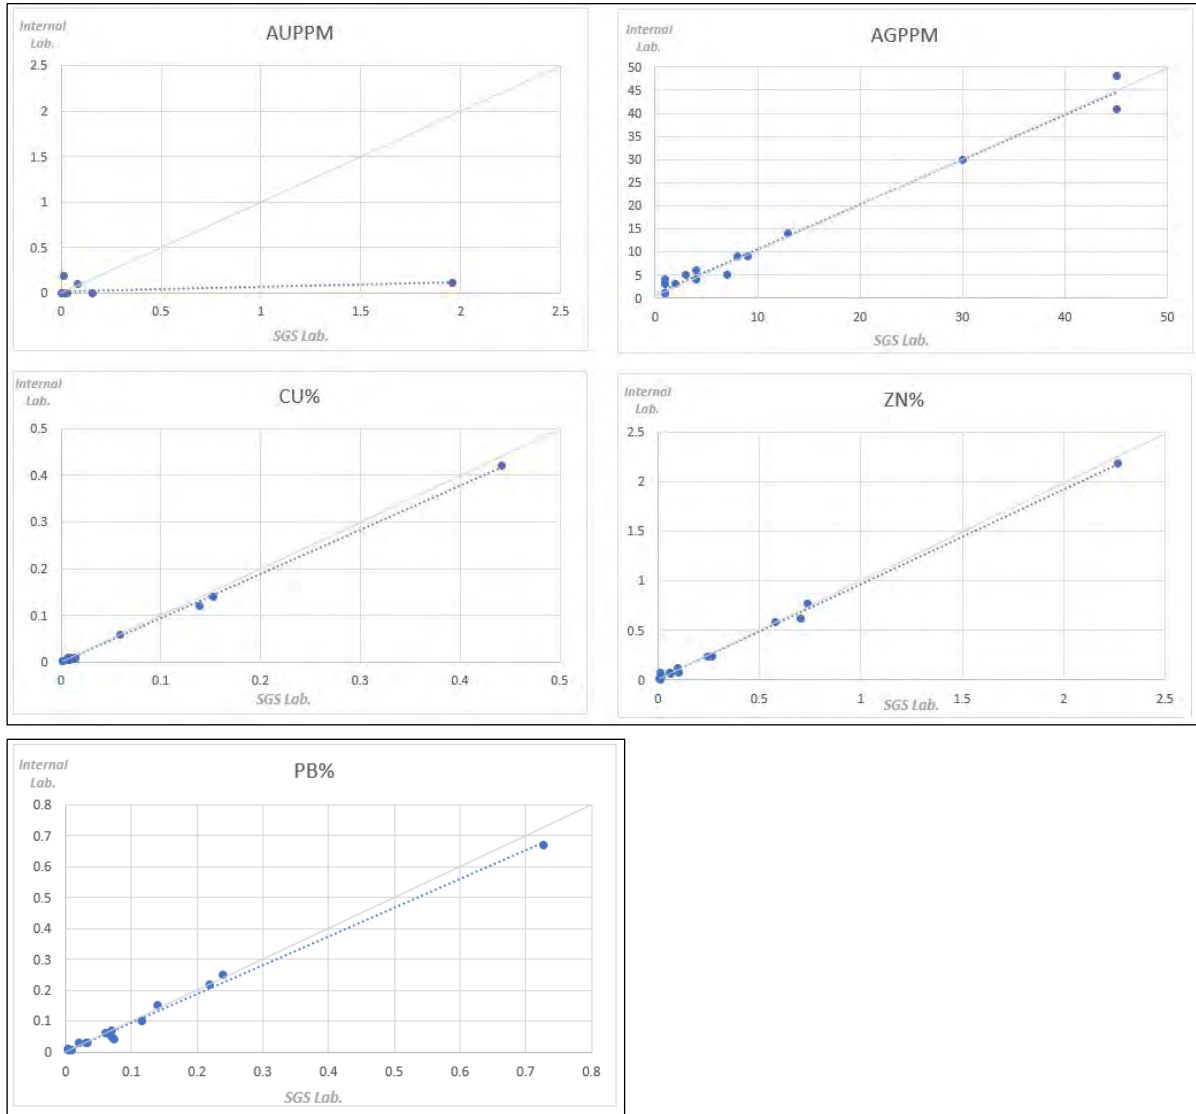 Internal
Lab.
AUPPM
2.5
2
1.5
1
0.5
0
0 0.5 1 1.5 2 2.5
SGS Lab.
Internal
Lab.
AGPPM
50
45
40
35
30
25
20
15
10
5
0
0 10 20 30 40 50
SGS Lab.
Internal
Lab.
CU%
0.5
0.4
0.3
0.2
0.1
0
0 0.1 0.2 0.3 0.4 0.5
SGS Lab.
Internal
Lab.
ZN%
2.5
2
1.5
1
0.5
0
0 0.5 1 1.5 2 2.5
SGS Lab.
Internal
Lab.
PB%
0.8
0.7
0.6
0.5
0.4
0.3
0.2
0.1
0
0 0.1 0.2 0.3 0.4 0.5 0.6 0.7 0.8
SGS Lab.